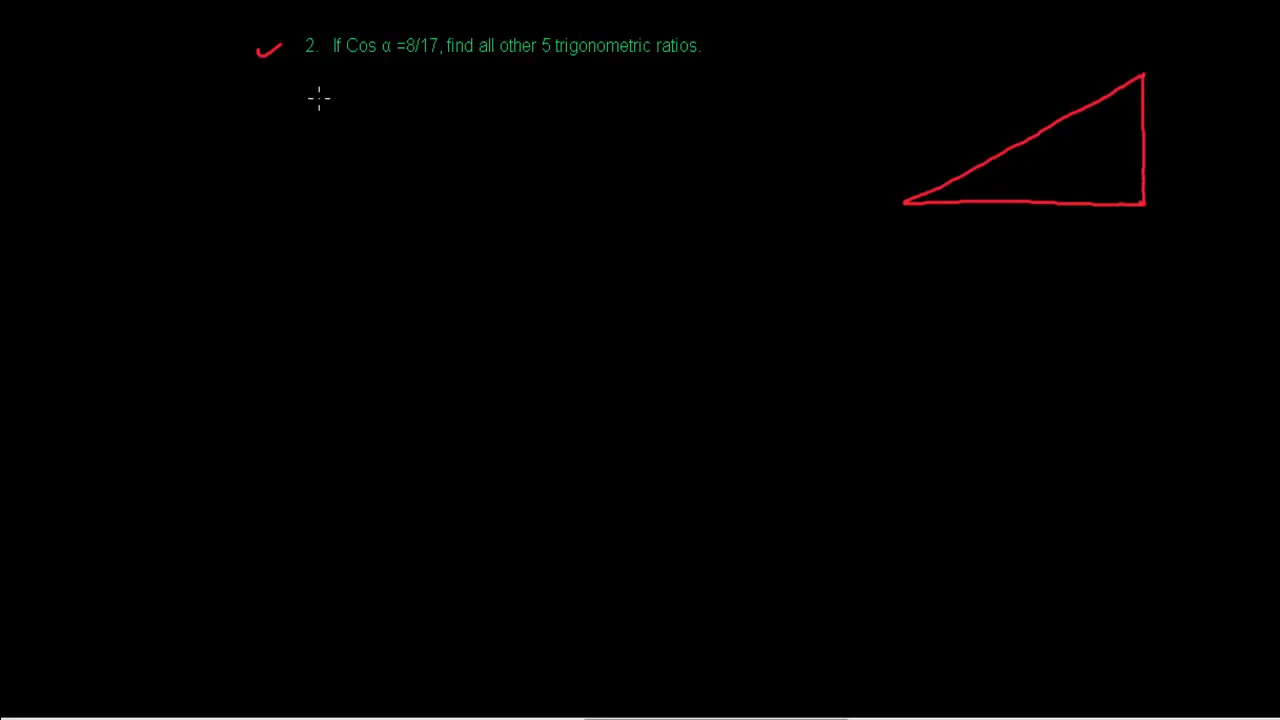 2. If Cos α =8/17, find all other 5 trigonometric ratios.